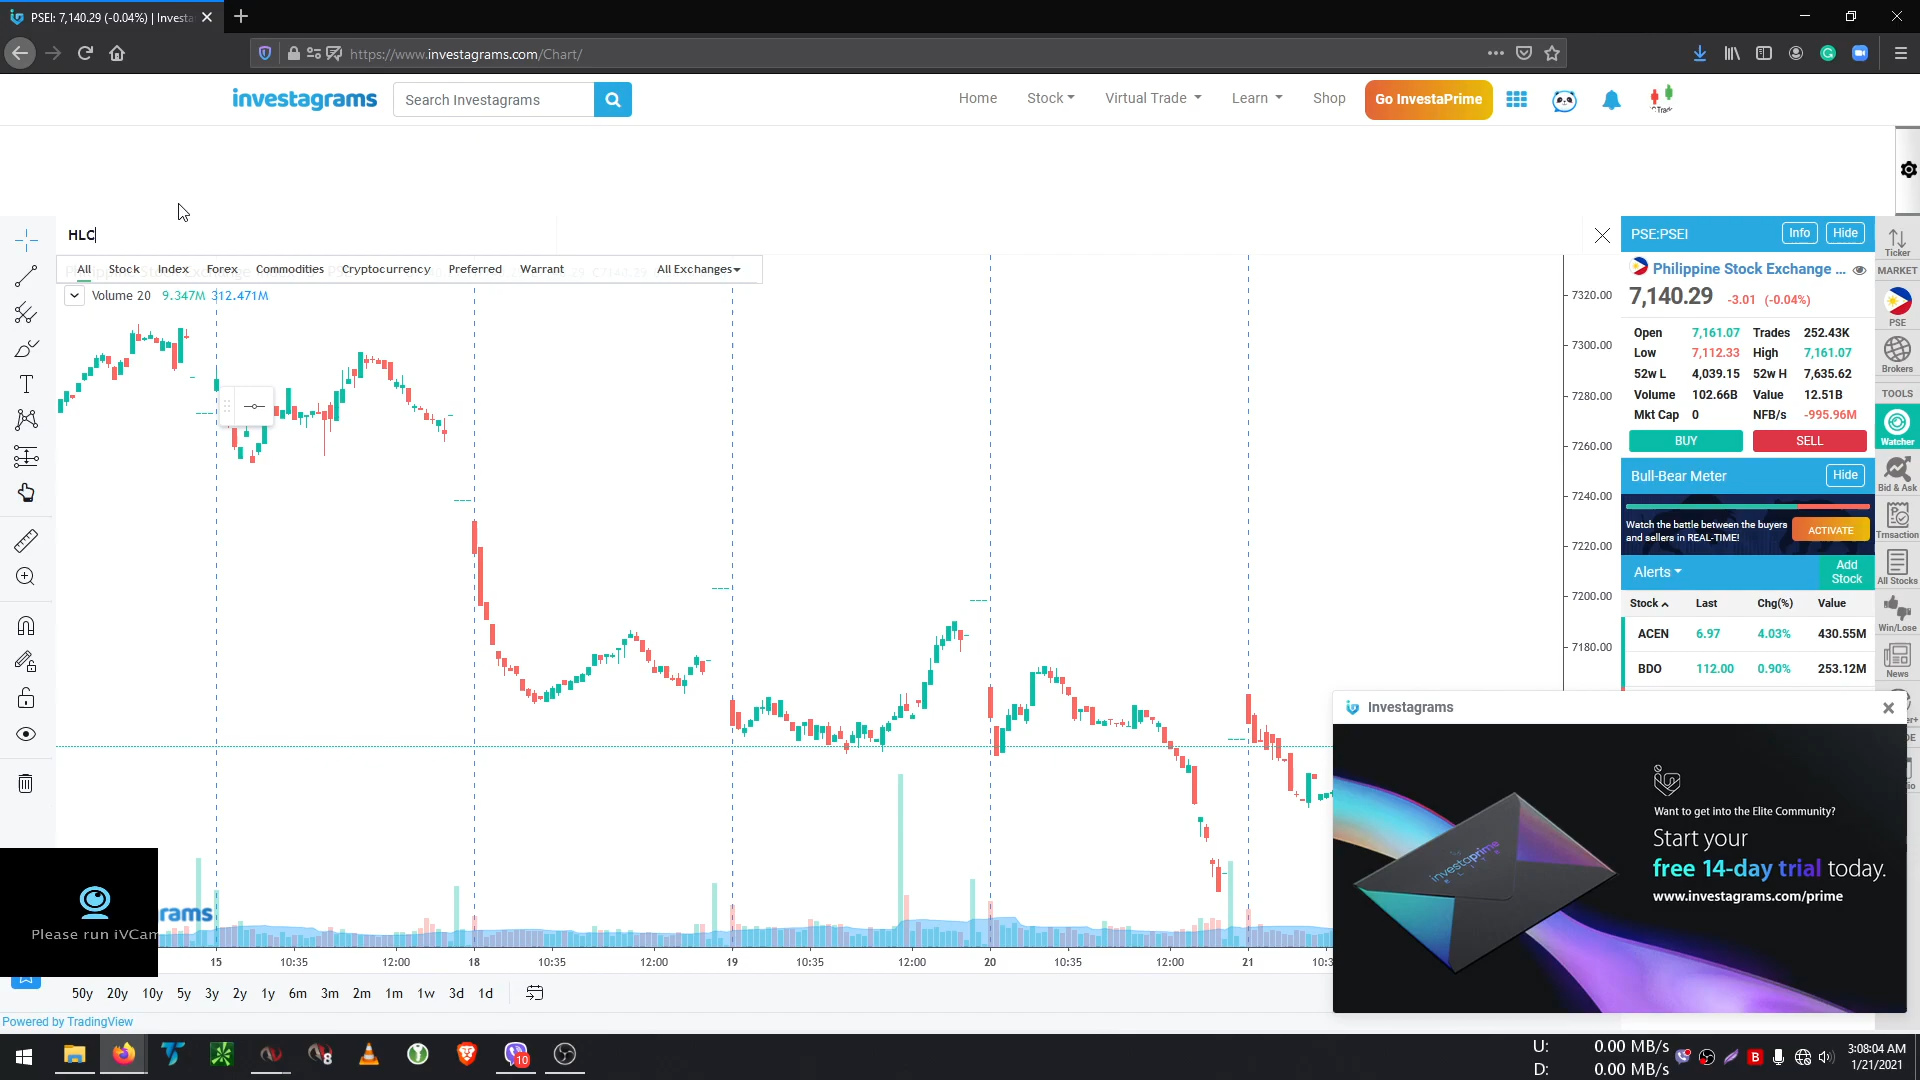 PSEI: 7,140.29 (-0.04%) | Investa
https://www.investagrams.com/Chart/
investagrams
Search Investagrams
Home
Stock
Virtual Trade
Learn
Shop
Go InvestaPrime
HLC
All
Stock
Index
Forex
Commodities
Cryptocurrency
Preferred
Warrant
All Exchanges
Volume 20 9.347M 312.471M
7320.00
7300.00
7280.00
7260.00
7240.00
7220.00
7200.00
7180.00
PSE:PSEI
Info
Hide
Philippine Stock Exchange ...
7,140.29 -3.01 (-0.04%)
Open 7,161.07 Trades 252.43K
Low 7,112.33 High 7,161.07
52w L 4,039.15 52w H 7,635.62
Volume 102.66B Value 12.51B
Mkt Cap 0 NFB/s -995.96M
BUY
SELL
Bull-Bear Meter
Hide
Watch the battle between the buyers
and sellers in REAL-TIME!
ACTIVATE
Alerts
Add
Stock
Stock Last Chg(%) Value
ACEN 6.97 4.03% 430.55M
BDO 112.00 0.90% 253.12M
Ticker
MARKET
PSE
Brokers
TOOLS
Watcher
Bid & Ask
Trnsaction
All Stocks
Win/Lose
News
Investagrams
investaprime
ELITE
Want to get into the Elite Community?
Start your
free 14-day trial today.
www.investagrams.com/prime
Please run iVCam
rams
15 10:35 12:00 18 10:35 12:00 19 10:35 12:00 20 10:35 12:00 21 10:3
50y 20y 10y 5y 3y 2y 1y 6m 3m 2m 1m 1w 3d 1d
Powered by TradingView
8
10
U: 0.00 MB/s
D: 0.00 MB/s
B
3:08:04 AM
1/21/2021